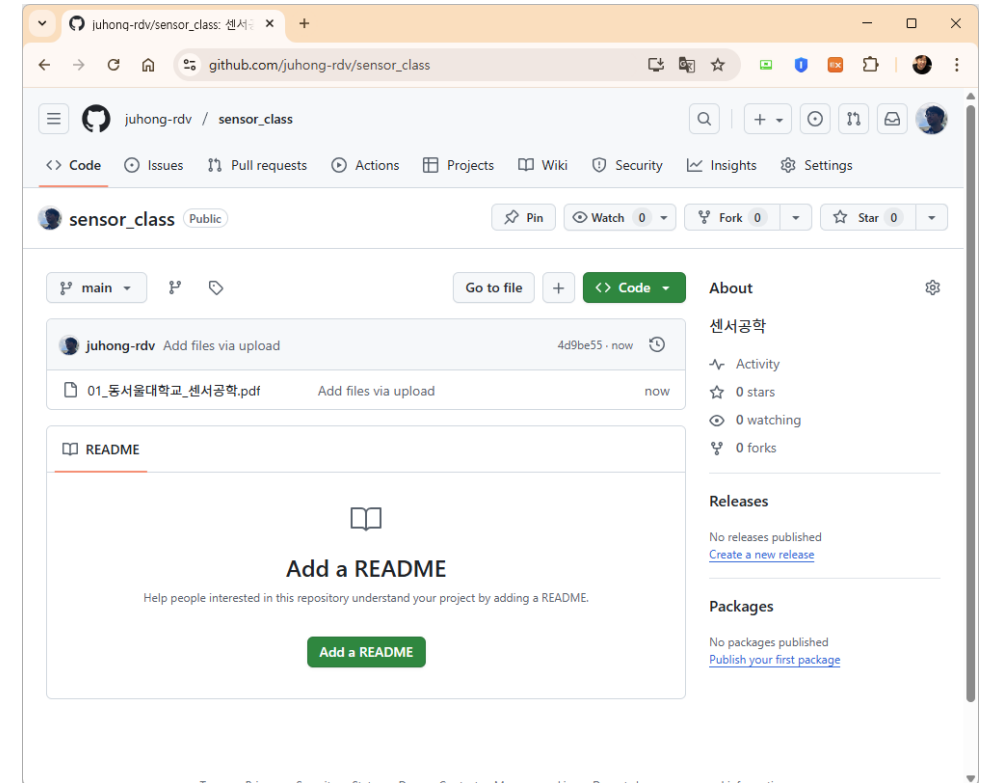 juhong-rdv/sensor_class: 센서공
github.com/juhong-rdv/sensor_class
juhong-rdv / sensor_class
Code Issues Pull requests Actions Projects Wiki Security Insights Settings
sensor_class Public Pin Watch 0 Fork 0 Star 0
main Go to file Code
juhong-rdv Add files via upload 4d9be55 · now
01_동서울대학교_센서공학.pdf Add files via upload now
README
Add a README
Help people interested in this repository understand your project by adding a README.
Add a README
About
센서공학
Activity
0 stars
0 watching
0 forks
Releases
No releases published
Create a new release
Packages
No packages published
Publish your first package